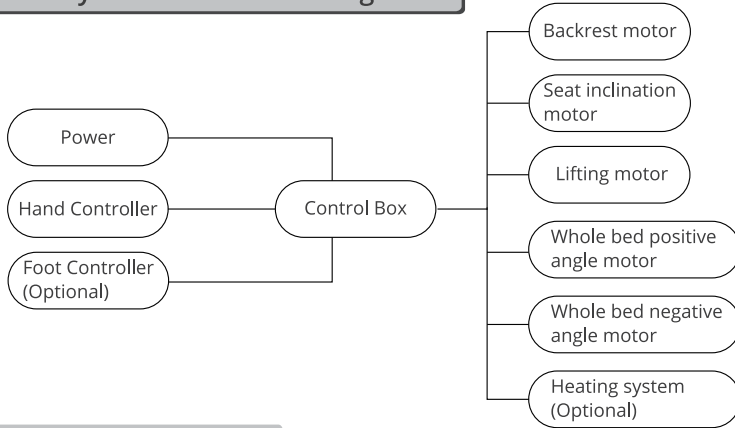 Backrest motor
Seat inclination
motor
Power
Lifting motor
Hand Controller
Control Box
Whole bed positive
angle motor
Foot Controller
(Optional)
Whole bed negative
angle motor
Heating system
(Optional)